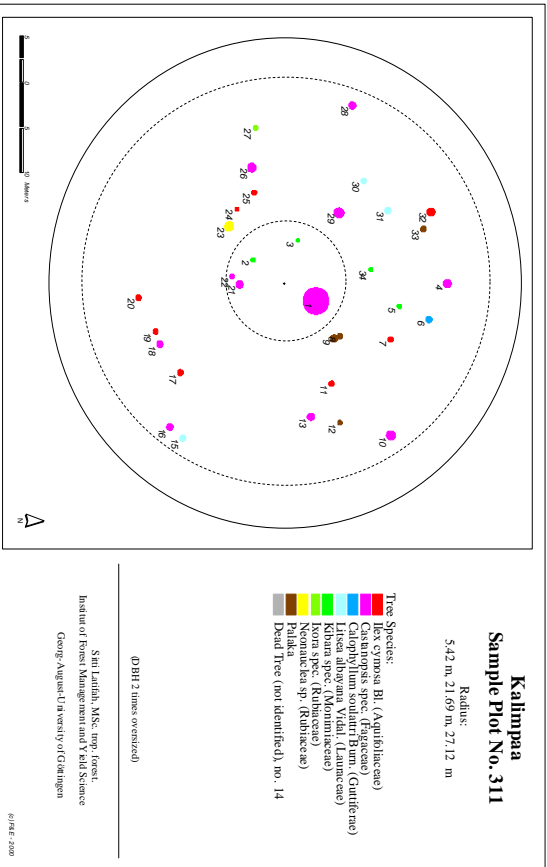 Kalimpaa
Sample Plot No. 311
Radius:
5.42 m, 21.69 m, 27.12 m
Tree Species:
Ilex cymosa Bl. (Aquifoliaceae)
Castanopsis spec. (Fagaceae)
Calophyllum soulattri Burm. (Guttiferae)
Litsea albayana Vidal. (Lauraceae)
Kibara spec. (Monimiaceae)
Ixora spec. (Rubiaceae)
Neonauclea sp. (Rubiaceae)
Palaka
Dead Tree (not identified), no. 14
(DBH 2 times oversized)
Siti Latifah, MSc. trop. forest.
Institut of Forest Management and Yield Science
Georg-August-University of Göttingen
(c) F&E - 2000
5 0 5 10 Meters
N
1
2
3
4
5
6
7
9
10
11
12
13
15
16
17
18
19
20
21
22
23
24
25
26
27
28
29
30
31
32
33
34